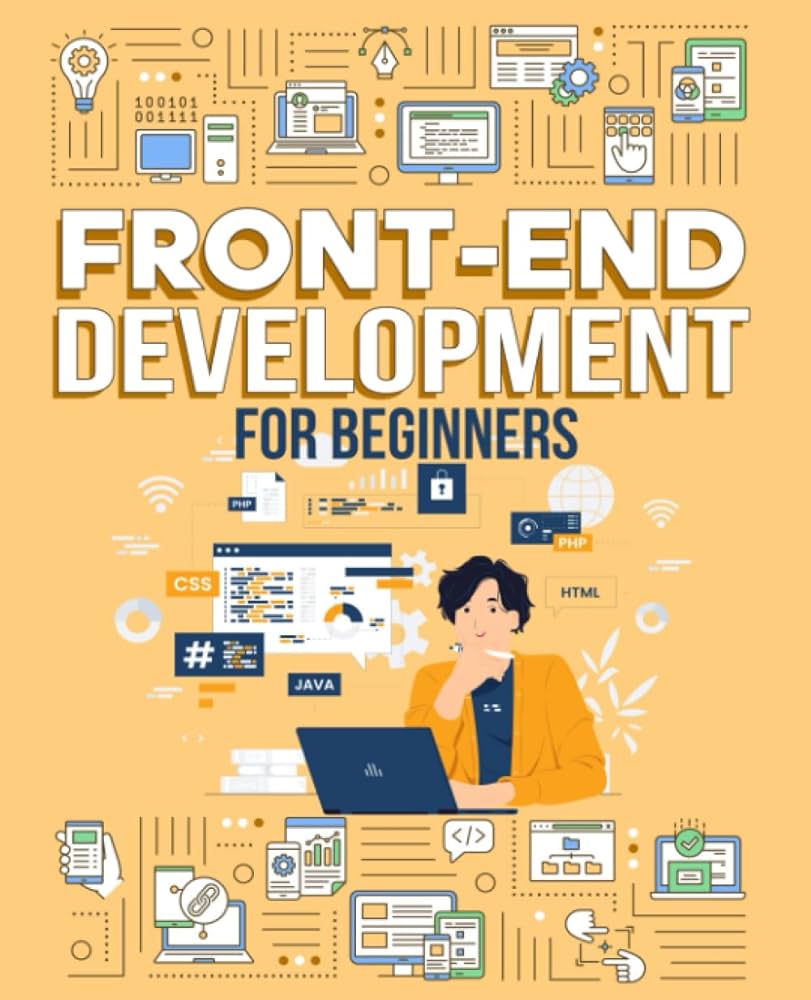 100101
001111
FRONT-END
DEVELOPMENT
FOR BEGINNERS
PHP
PHP
CSS
HTML
#
JAVA
</>